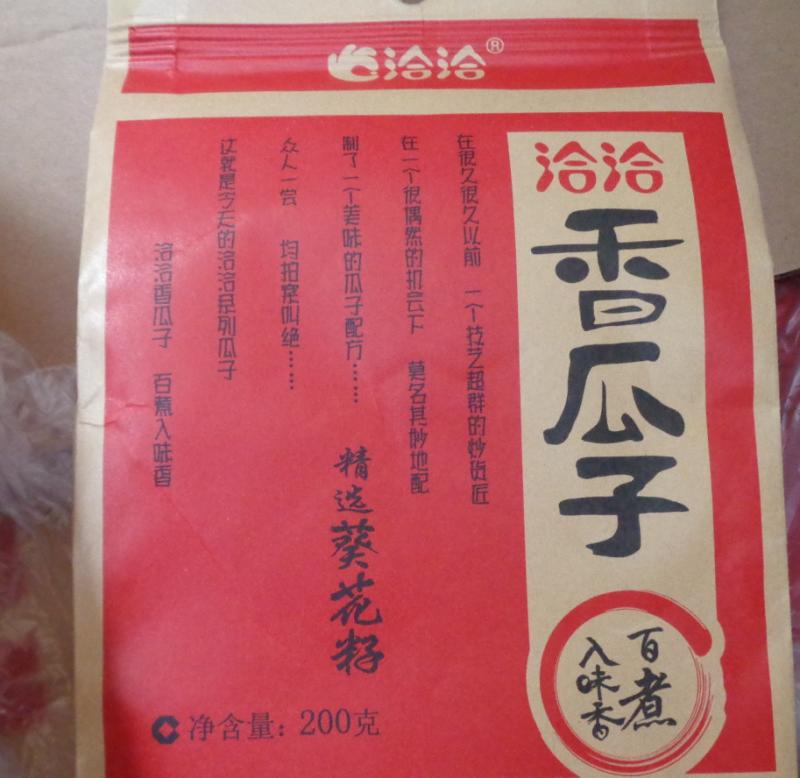 洽洽®
洽洽
香瓜子
百煮
入味香
在很久很久以前 一个技艺超群的炒货匠
在一个很偶然的机会下 莫名其妙地配
制了一个美味的瓜子配方……
众人一尝 均拍案叫绝……
这就是今天的洽洽系列瓜子
洽洽香瓜子 百煮入味香
精选葵花籽
净含量：200克